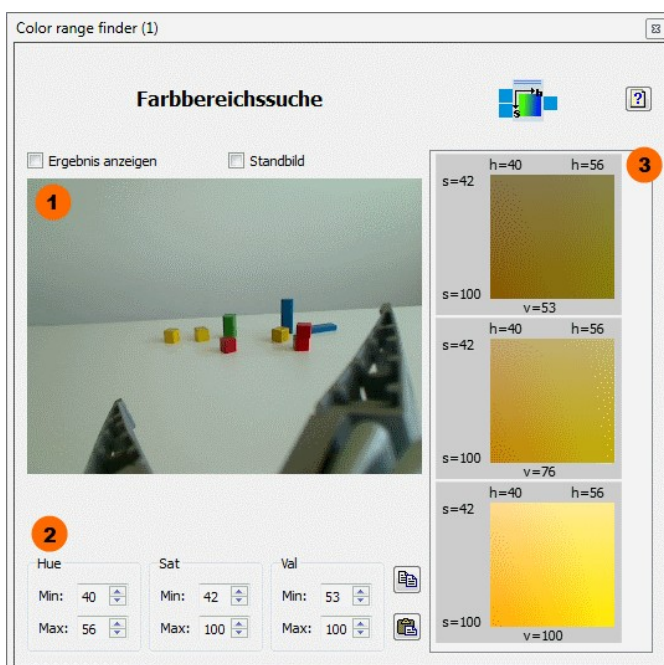 Color range finder (1)
Farbbereichssuche
Ergebnis anzeigen
Standbild
1
2
Hue
Min: 40
Max: 56
Sat
Min: 42
Max: 100
Val
Min: 53
Max: 100
3
h=40 h=56
s=42
s=100
v=53
h=40 h=56
s=42
s=100
v=76
h=40 h=56
s=42
s=100
v=100
h
s
?